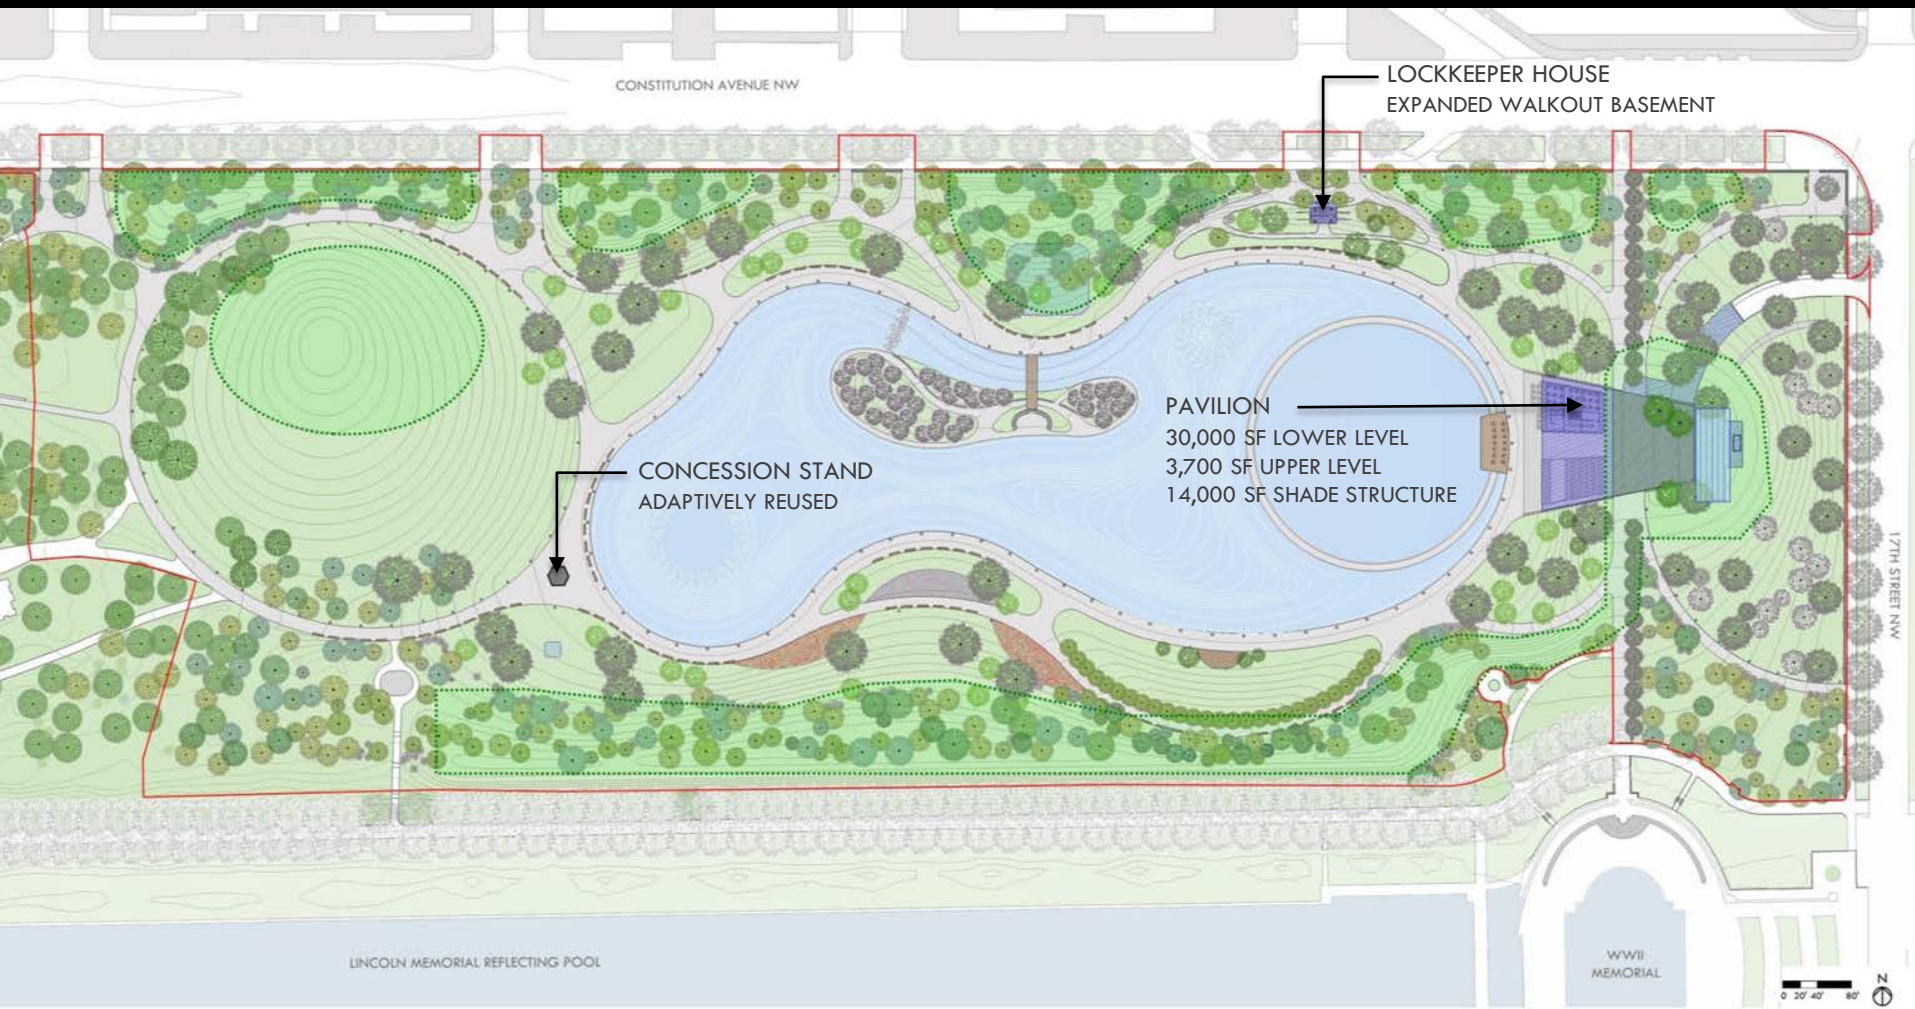 CONSTITUTION AVENUE NW
LOCKKEEPER HOUSE
EXPANDED WALKOUT BASEMENT
PAVILION
30,000 SF LOWER LEVEL
3,700 SF UPPER LEVEL
14,000 SF SHADE STRUCTURE
CONCESSION STAND
ADAPTIVELY REUSED
17TH STREET NW
LINCOLN MEMORIAL REFLECTING POOL
WWII
MEMORIAL
N
0 20' 40' 80'